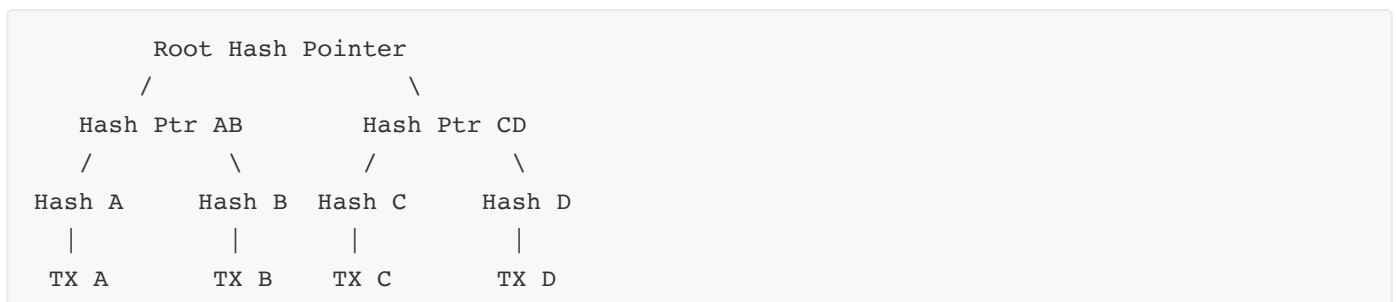 Root Hash Pointer
/ \
Hash Ptr AB Hash Ptr CD
/ \ / \
Hash A Hash B Hash C Hash D
| | | |
TX A TX B TX C TX D